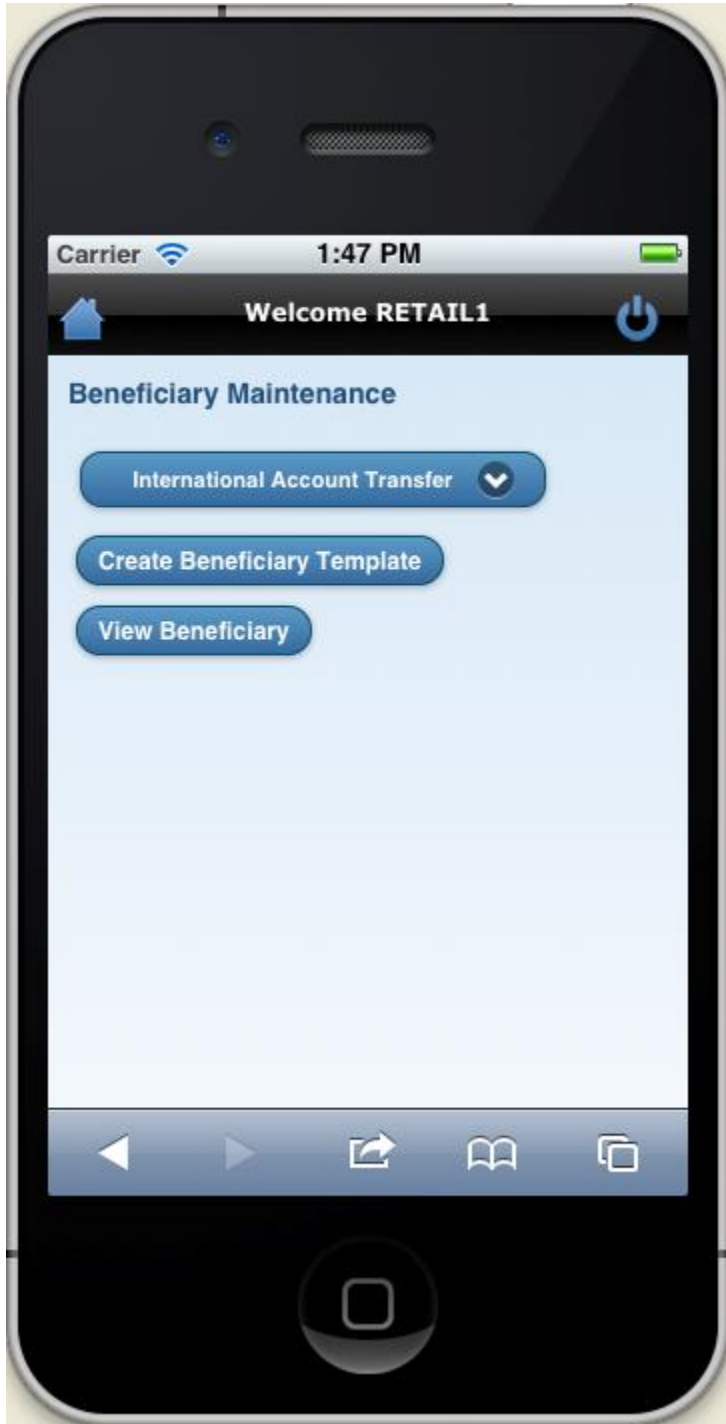 Carrier 1:47 PM
Welcome RETAIL1
Beneficiary Maintenance
International Account Transfer
Create Beneficiary Template
View Beneficiary